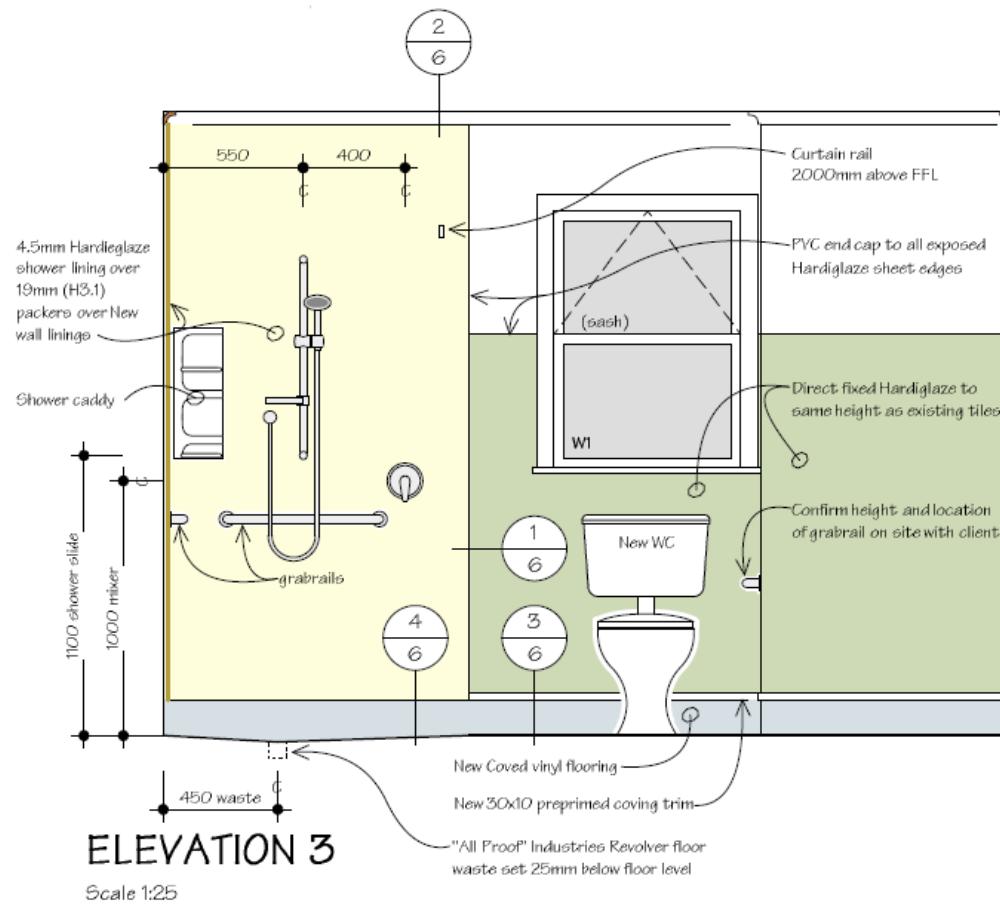 2
6
550
400
Curtain rail
2000mm above FFL
4.5mm Hardieglaze
shower lining over
19mm (H3.1)
packers over New
wall linings
PVC end cap to all exposed
Hardiglaze sheet edges
(sash)
Shower caddy
Direct fixed Hardiglaze to
same height as existing tiles
W1
Confirm height and location
of grabrail on site with client
1
6
New WC
grabrails
1100 shower slide
1000 mixer
4
6
3
6
New Coved vinyl flooring
New 30x10 preprimed coving trim
450 waste
"All Proof" Industries Revolver floor
waste set 25mm below floor level
ELEVATION 3
Scale 1:25